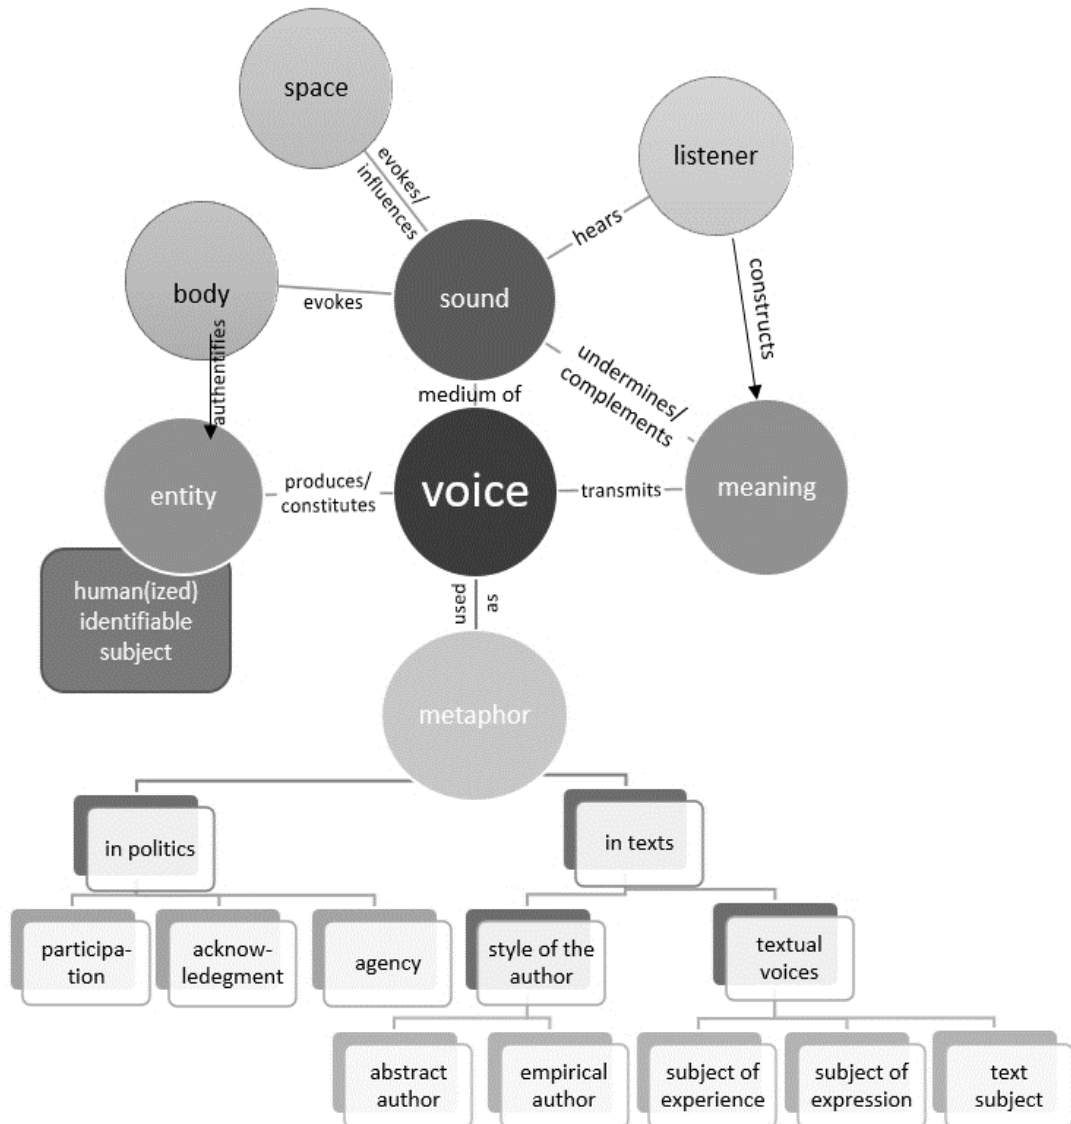 space
evokes/
influences
listener
hears
body
evokes
sound
constructs
authentifies
undermines/
complements
medium of
entity
produces/
constitutes
voice
transmits
meaning
human(ized)
identifiable
subject
used
as
metaphor
in politics
in texts
participa-
tion
acknow-
ledegment
agency
style of the
author
textual
voices
abstract
author
empirical
author
subject of
experience
subject of
expression
text
subject